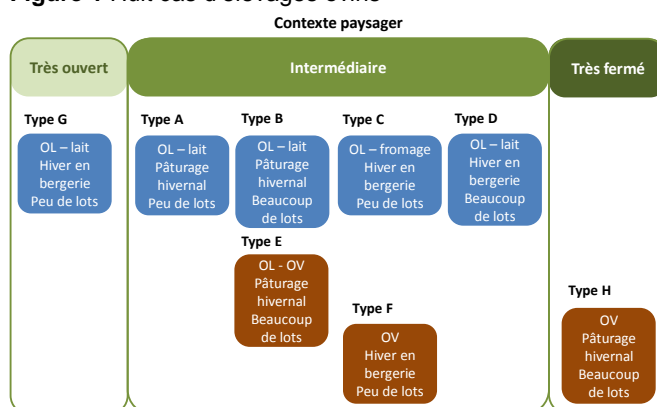 Contexte paysager
Très ouvert
Intermédiaire
Très fermé
Type G
OL – lait
Hiver en
bergerie
Peu de lots
Type A
OL – lait
Pâturage
hivernal
Peu de lots
Type B
OL – lait
Pâturage
hivernal
Beaucoup
de lots
Type C
OL – fromage
Hiver en
bergerie
Peu de lots
Type D
OL – lait
Hiver en
bergerie
Beaucoup
de lots
Type E
OL - OV
Pâturage
hivernal
Beaucoup
de lots
Type F
OV
Hiver en
bergerie
Peu de lots
Type H
OV
Pâturage
hivernal
Beaucoup
de lots